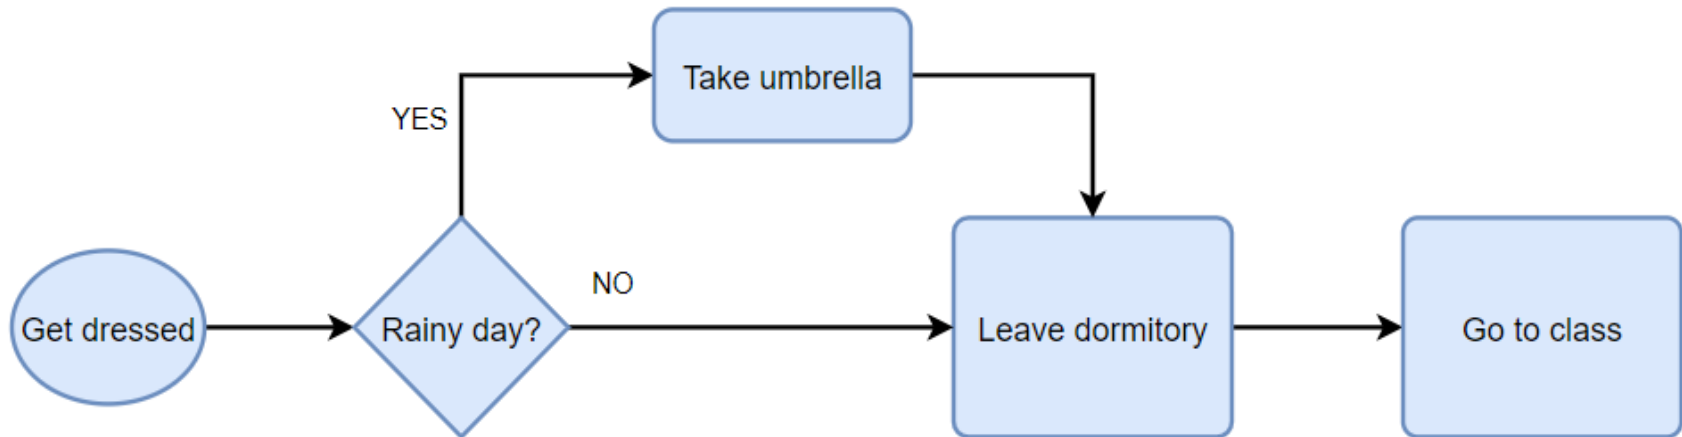 Take umbrella
YES
NO
Get dressed
Rainy day?
Leave dormitory
Go to class